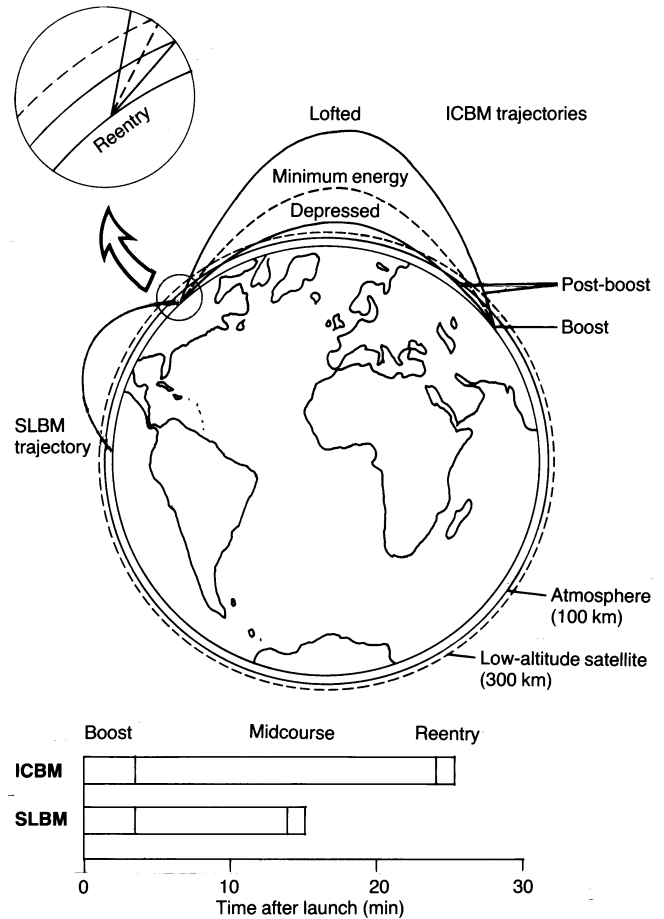 Reentry
Lofted
ICBM trajectories
Minimum energy
Depressed
Post-boost
Boost
SLBM
trajectory
Atmosphere
(100 km)
Low-altitude satellite
(300 km)
Boost
Midcourse
Reentry
ICBM
SLBM
0
10
20
30
Time after launch (min)